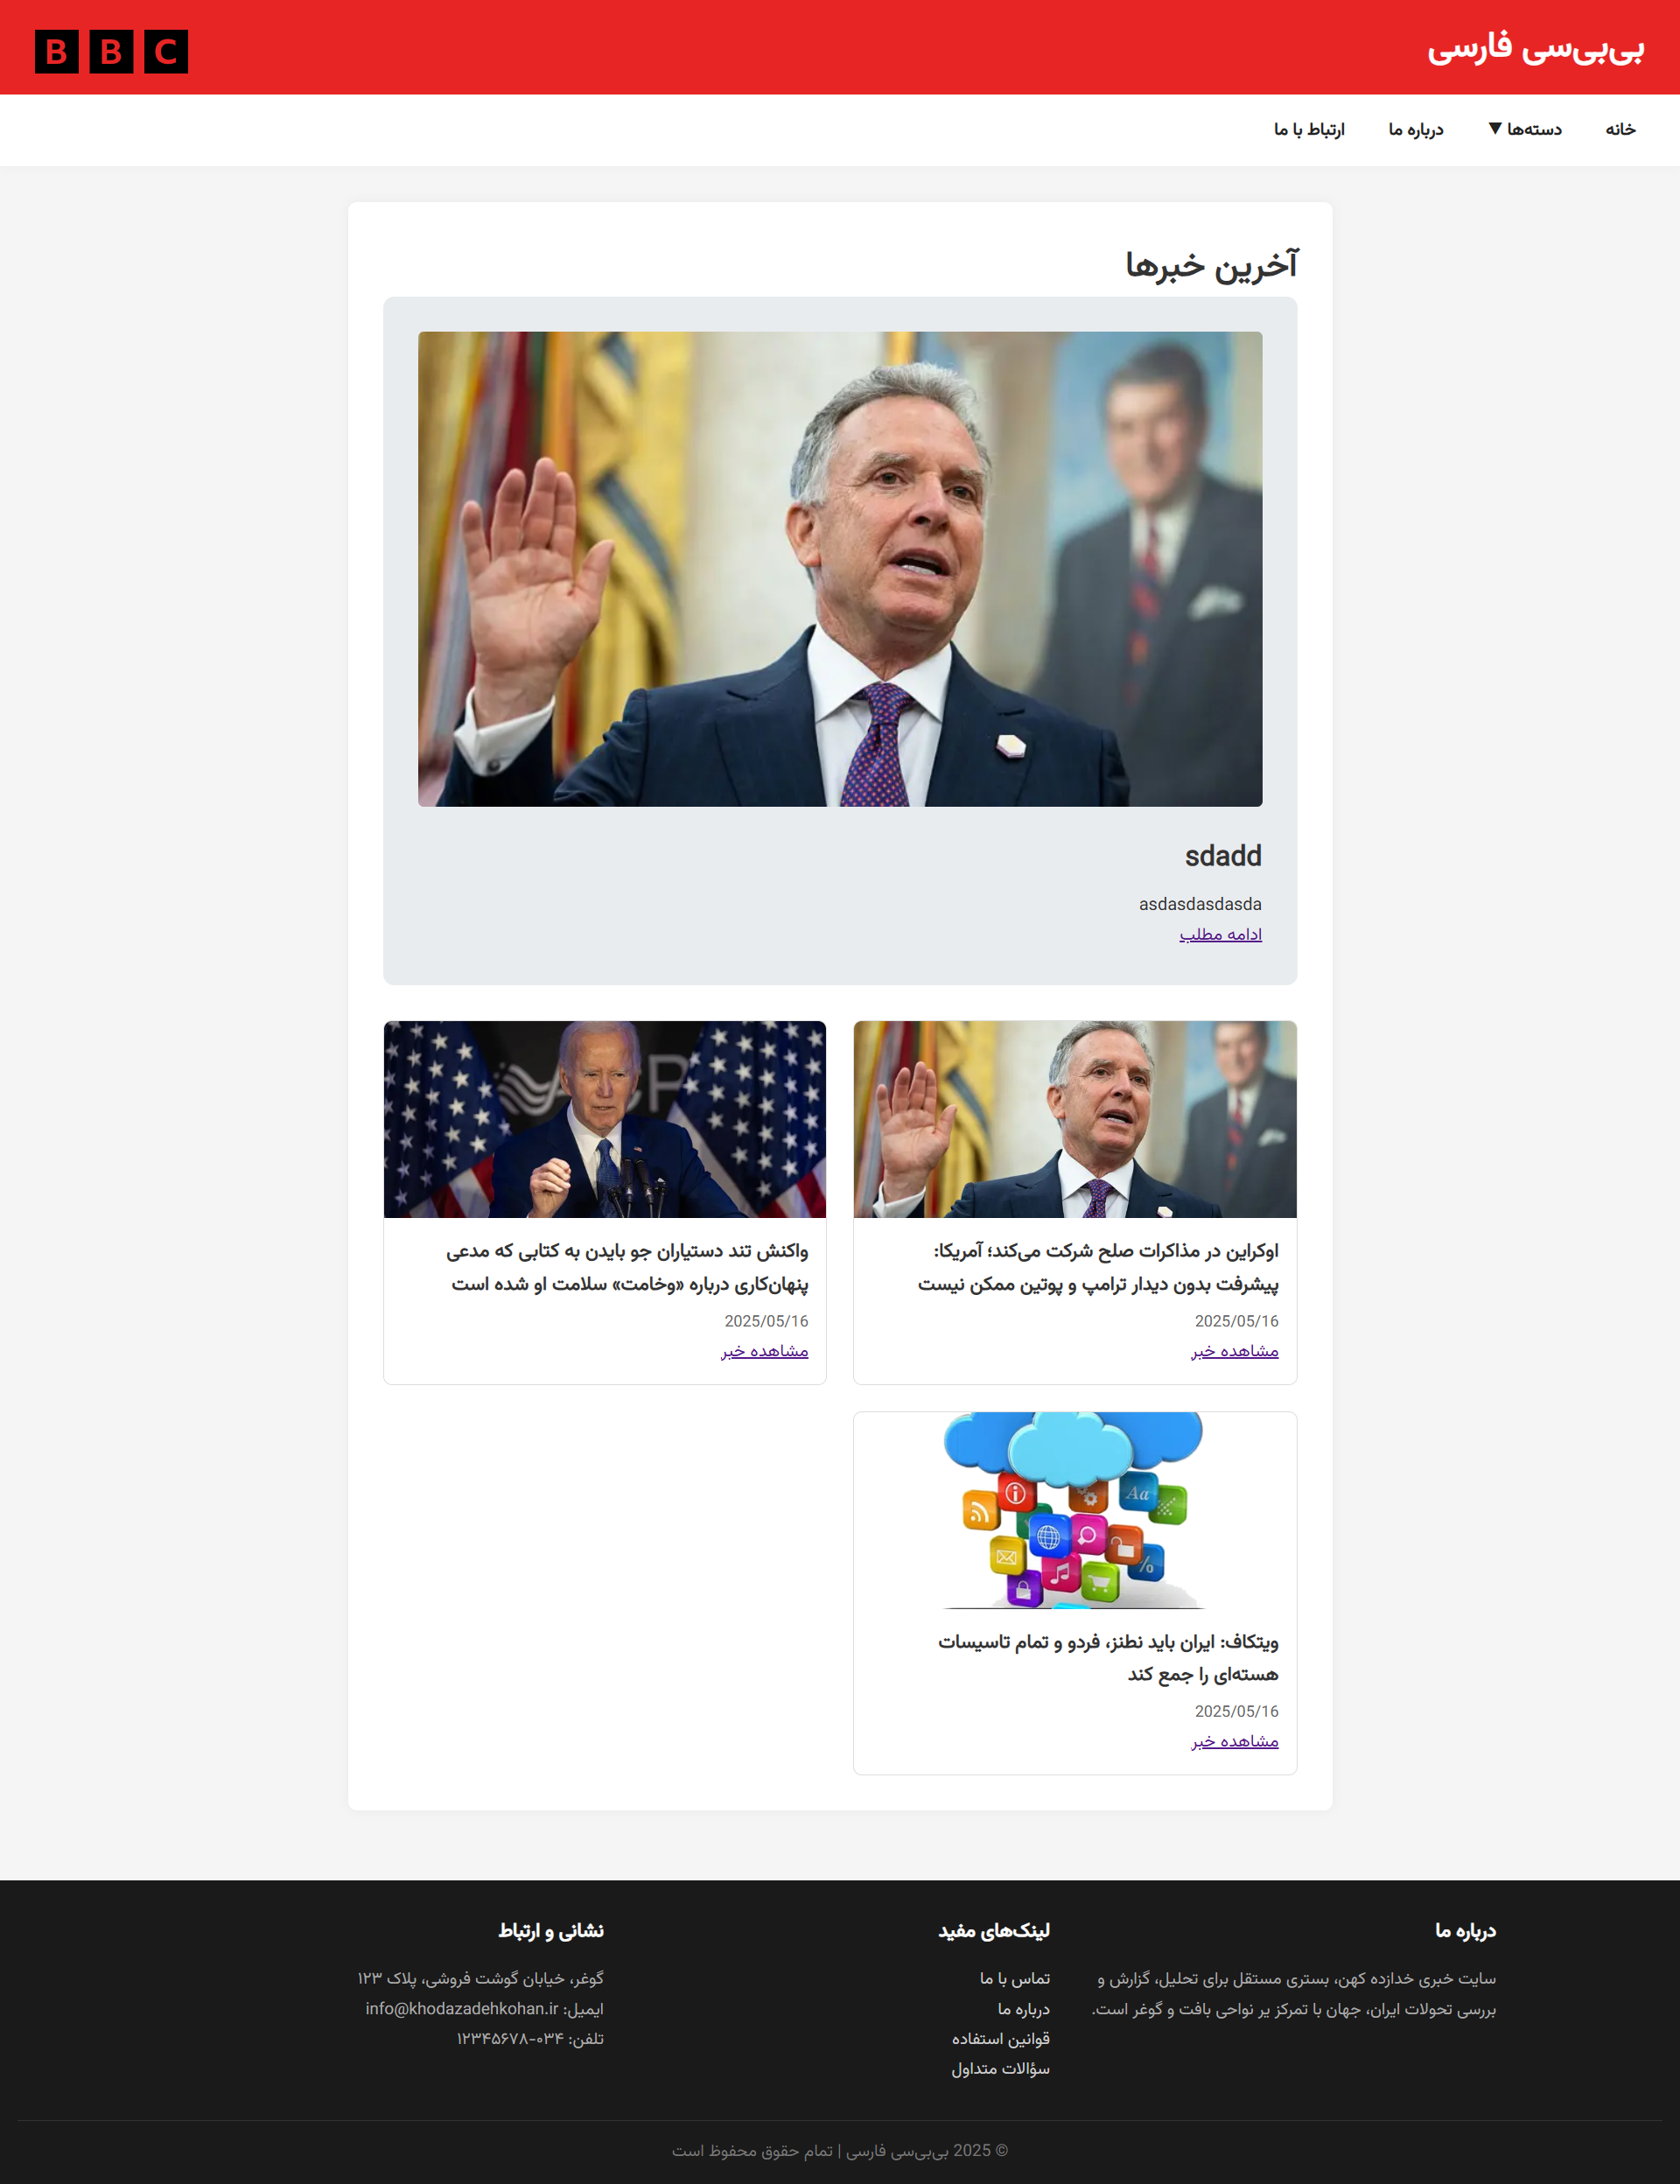 بی‌بی‌سی فارسی
B B C
خانه
دسته‌ها ▼
درباره ما
ارتباط با ما
آخرین خبرها
sdadd
asdasdasdasda
ادامه مطلب
اوکراین در مذاکرات صلح شرکت می‌کند؛ آمریکا:
پیشرفت بدون دیدار ترامپ و پوتین ممکن نیست
2025/05/16
مشاهده خبر
واکنش تند دستیاران جو بایدن به کتابی که مدعی
پنهان‌کاری درباره «وخامت» سلامت او شده است
2025/05/16
مشاهده خبر
Aa
%
ویتکاف: ایران باید نطنز، فردو و تمام تاسیسات
هسته‌ای را جمع کند
2025/05/16
مشاهده خبر
درباره ما
سایت خبری خدازده کهن، بستری مستقل برای تحلیل، گزارش و
بررسی تحولات ایران، جهان با تمرکز بر نواحی بافت و گوغر است.
لینک‌های مفید
تماس با ما
درباره ما
قوانین استفاده
سؤالات متداول
نشانی و ارتباط
گوغر، خیابان گوشت فروشی، پلاک ۱۲۳
ایمیل: info@khodazadehkohan.ir
تلفن: ۰۳۴-۱۲۳۴۵۶۷۸
© 2025 بی‌بی‌سی فارسی | تمام حقوق محفوظ است